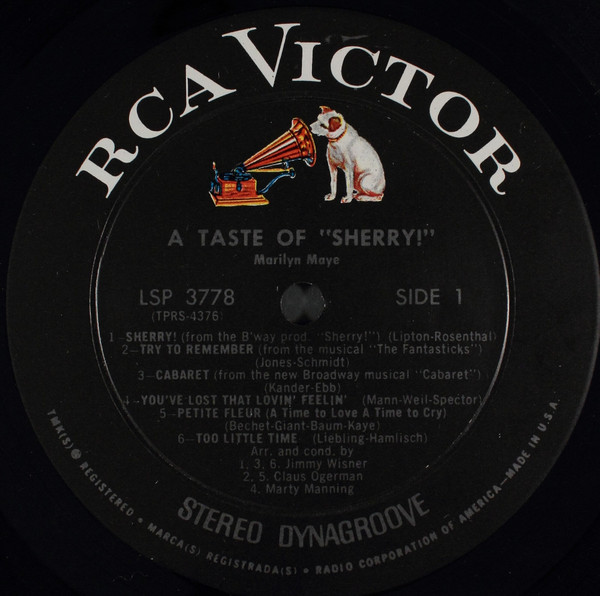 RCA VICTOR
A TASTE OF "SHERRY!"
Marilyn Maye
LSP 3778
SIDE 1
(TPRS-4376)
1—SHERRY! (from the B'way prod. "Sherry!") (Lipton-Rosenthal)
2—TRY TO REMEMBER (from the musical "The Fantasticks")
(Jones-Schmidt)
3—CABARET (from the new Broadway musical "Cabaret")
(Kander-Ebb)
4—YOU'VE LOST THAT LOVIN' FEELIN' (Mann-Weil-Spector)
5—PETITE FLEUR (A Time to Love A Time to Cry)
(Bechet-Giant-Baum-Kaye)
6—TOO LITTLE TIME (Liebling-Hamlisch)
Arr. and cond. by
1, 3, 6. Jimmy Wisner
2, 5. Claus Ogerman
4. Marty Manning
STEREO DYNAGROOVE
TMK(S) ● REGISTERED • MARCA(S) REGISTRADA(S) • RADIO CORPORATION OF AMERICA—MADE IN U.S.A.